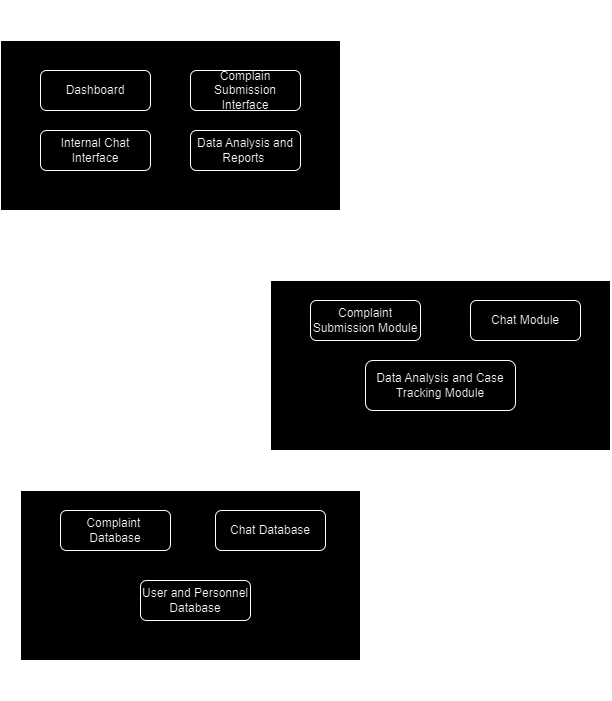 Dashboard
Complain
Submission
Interface
Internal Chat
Interface
Data Analysis and
Reports
Complaint
Submission Module
Chat Module
Data Analysis and Case
Tracking Module
Complaint
Database
Chat Database
User and Personnel
Database